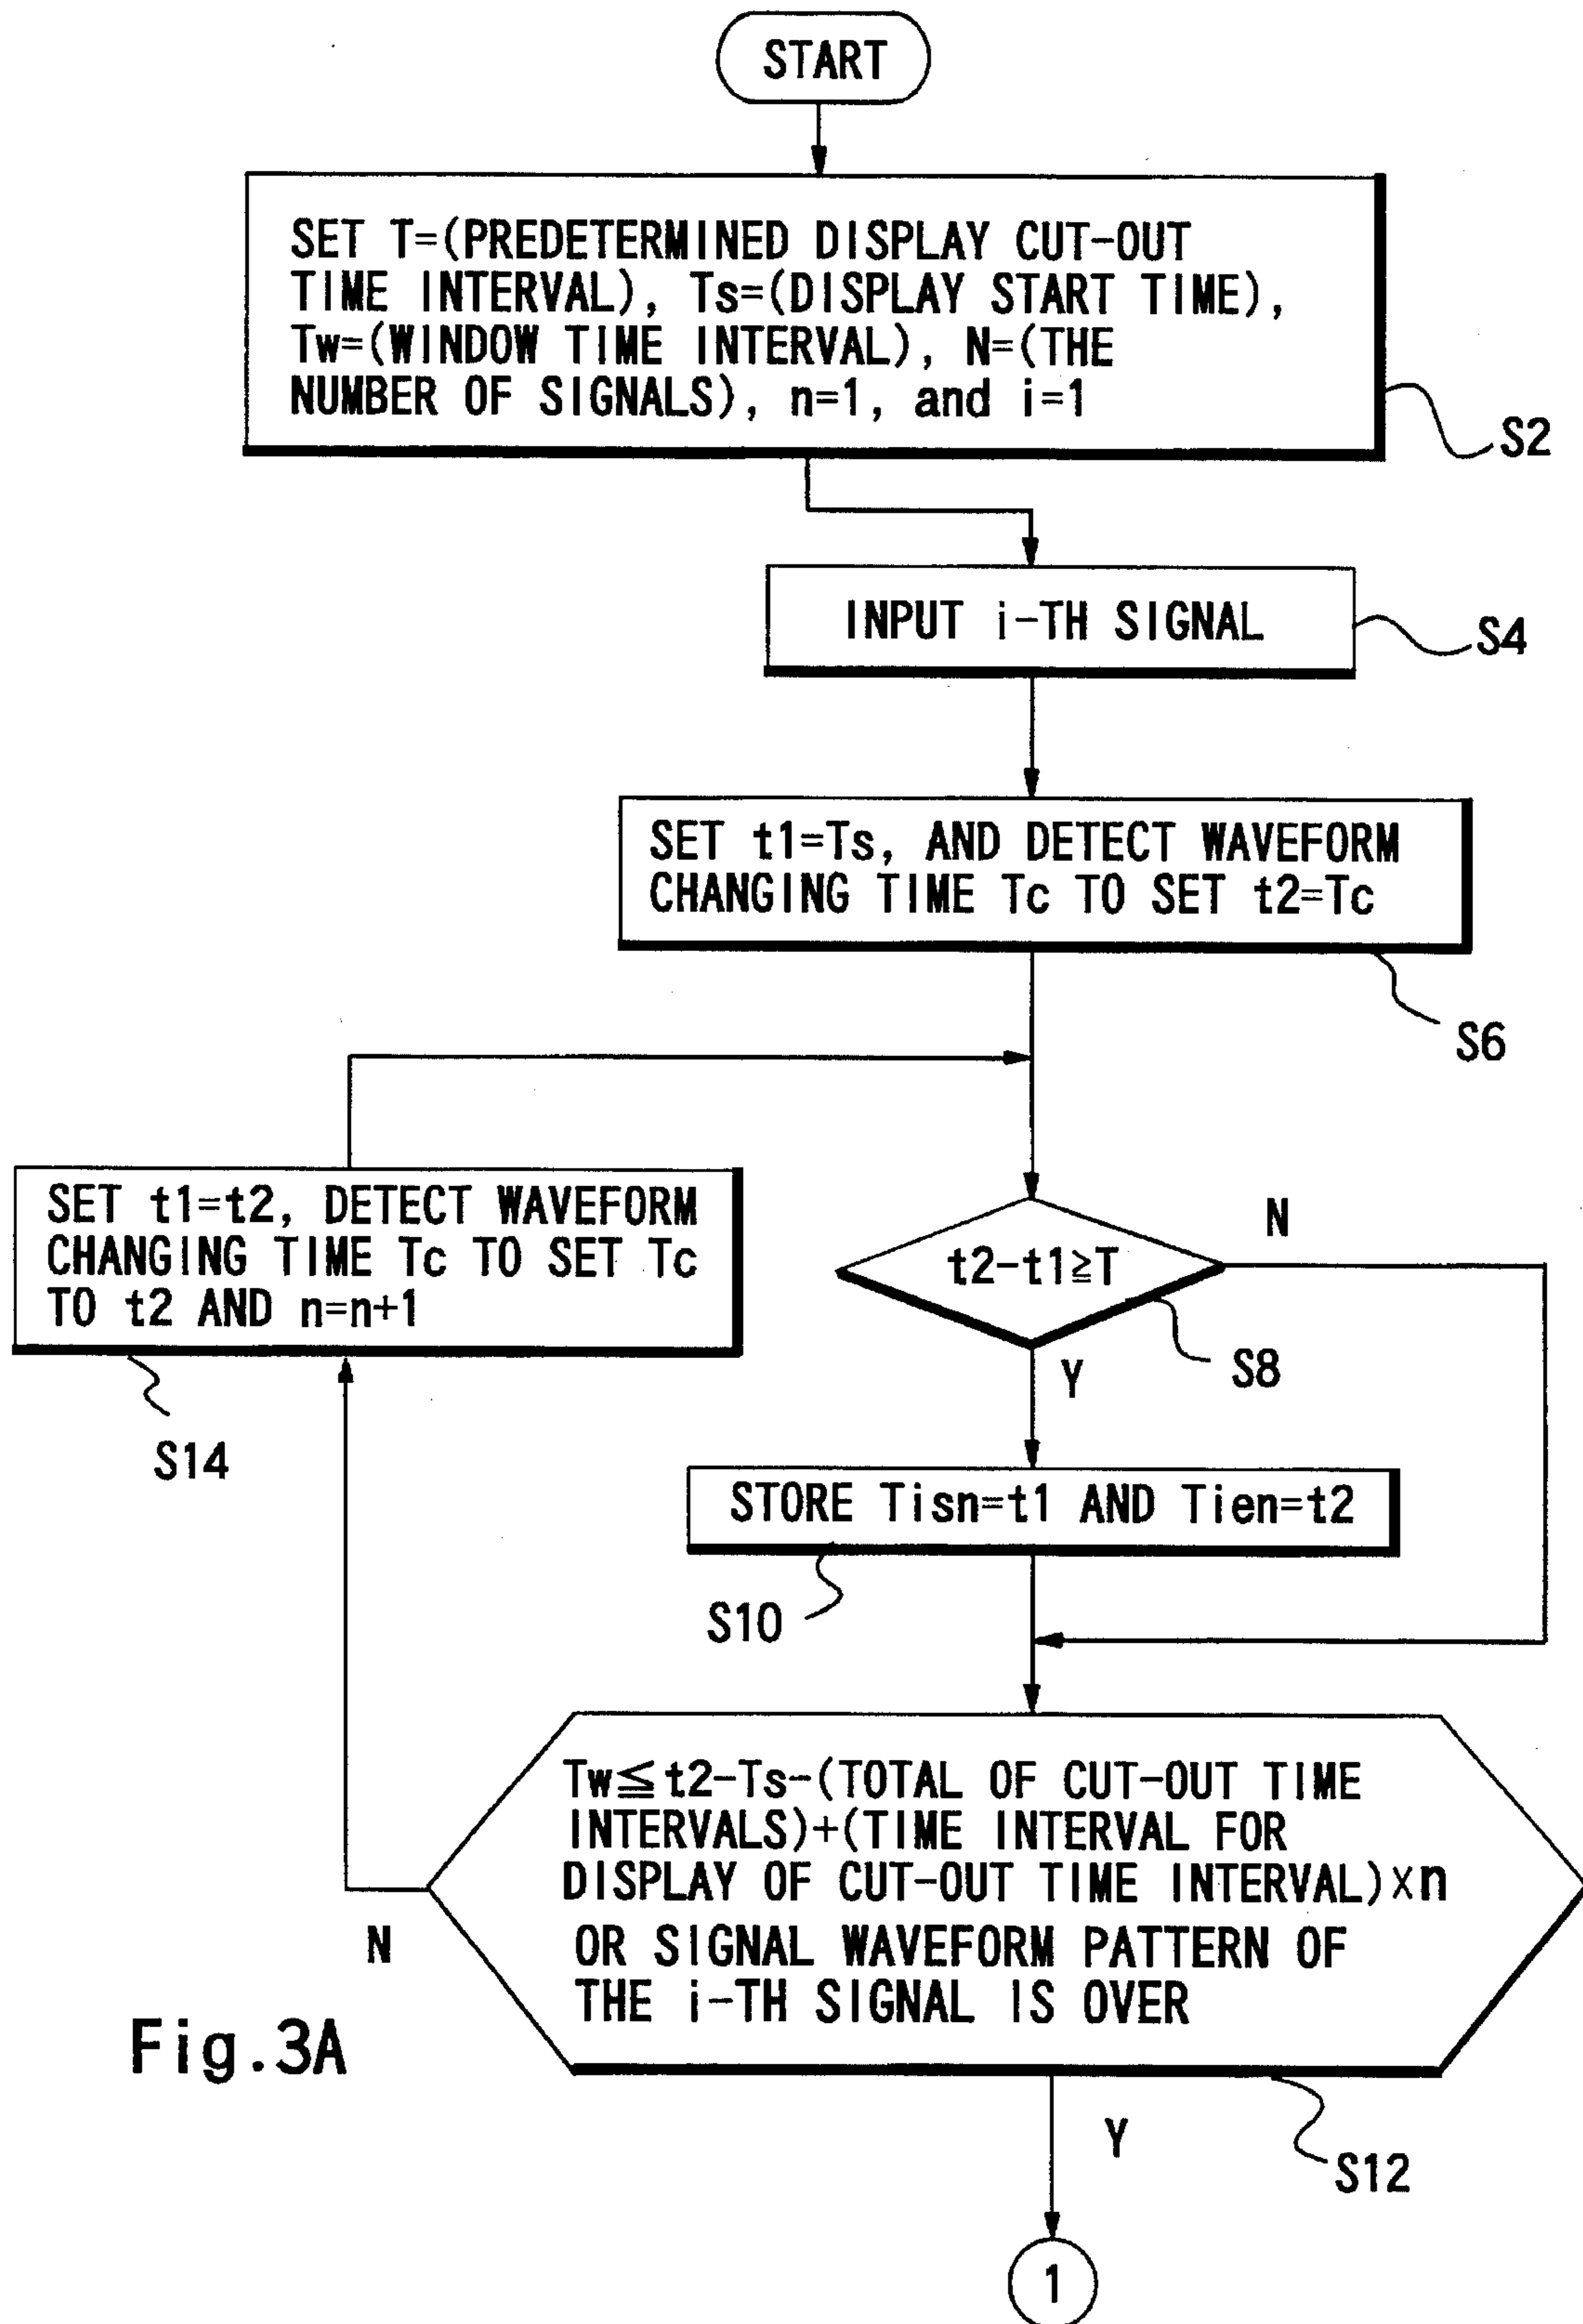 START
SET T=(PREDETERMINED DISPLAY CUT-OUT
TIME INTERVAL), Ts=(DISPLAY START TIME),
Tw=(WINDOW TIME INTERVAL), N=(THE
NUMBER OF SIGNALS), n=1, and i=1
S2
INPUT i-TH SIGNAL
S4
SET t1=Ts, AND DETECT WAVEFORM
CHANGING TIME Tc TO SET t2=Tc
S6
SET t1=t2, DETECT WAVEFORM
CHANGING TIME Tc TO SET Tc
TO t2 AND n=n+1
S14
t2-t1≧T
N
S8
Y
STORE Tisn=t1 AND Tien=t2
S10
Tw≦t2-Ts-(TOTAL OF CUT-OUT TIME
INTERVALS)+(TIME INTERVAL FOR
DISPLAY OF CUT-OUT TIME INTERVAL)×n
OR SIGNAL WAVEFORM PATTERN OF
THE i-TH SIGNAL IS OVER
N
Y
S12
Fig.3A
1